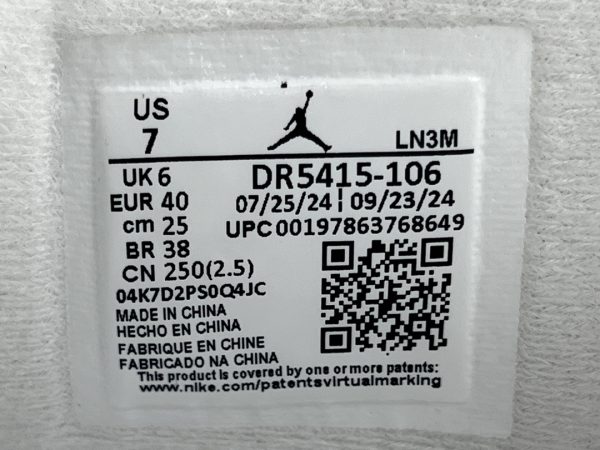 US
7
LN3M
UK 6
DR5415-106
EUR 40
07/25/24 | 09/23/24
cm 25
UPC00197863768649
BR 38
CN 250(2.5)
04K7D2PS0Q4JC
MADE IN CHINA
HECHO EN CHINA
FABRIQUE EN CHINE
FABRICADO NA CHINA
This product is covered by one or more patents:
www.nike.com/patentsvirtualmarking